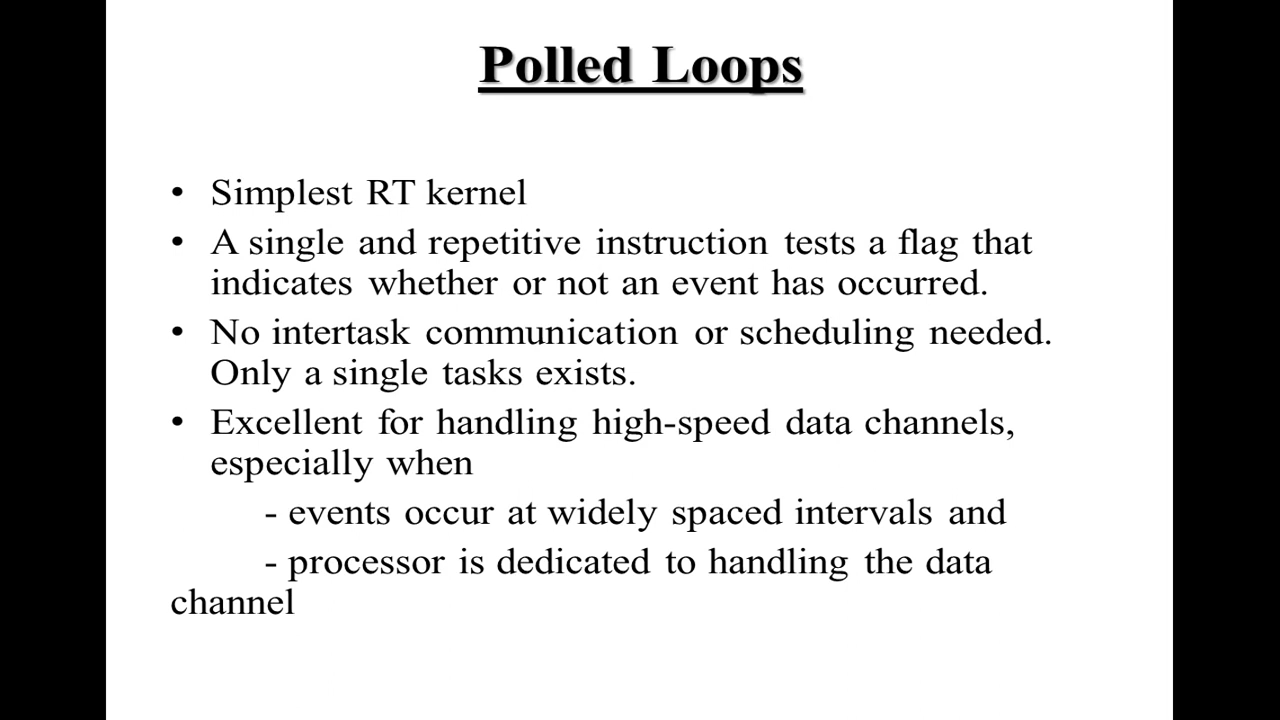 Polled Loops
• Simplest RT kernel
• A single and repetitive instruction tests a flag that
indicates whether or not an event has occurred.
• No intertask communication or scheduling needed.
Only a single tasks exists.
• Excellent for handling high-speed data channels,
especially when
- events occur at widely spaced intervals and
- processor is dedicated to handling the data
channel